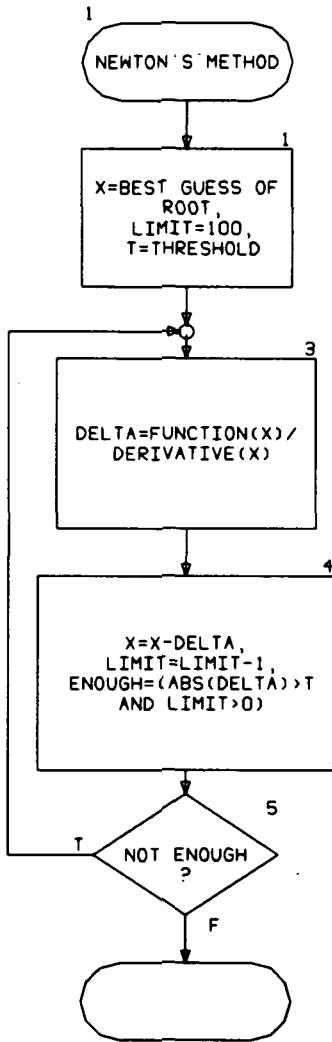 1
NEWTON'S METHOD
1
X=BEST GUESS OF
ROOT,
LIMIT=100,
T=THRESHOLD
3
DELTA=FUNCTION(X)/
DERIVATIVE(X)
4
X=X-DELTA,
LIMIT=LIMIT-1,
ENOUGH=(ABS(DELTA)>T
AND LIMIT>0)
5
T
NOT ENOUGH
?
F